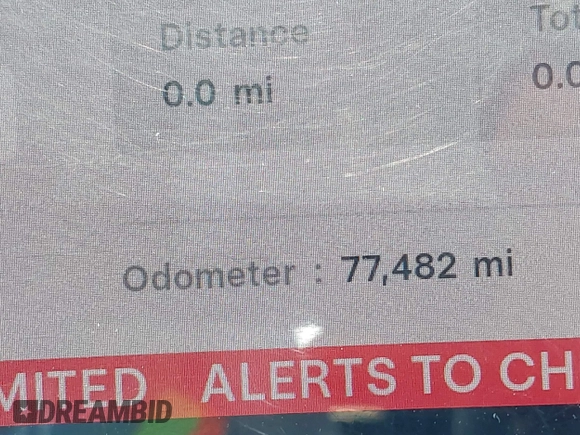 Distance
0.0 mi
Odometer : 77,482 mi
ALERTS TO
DREAMBID